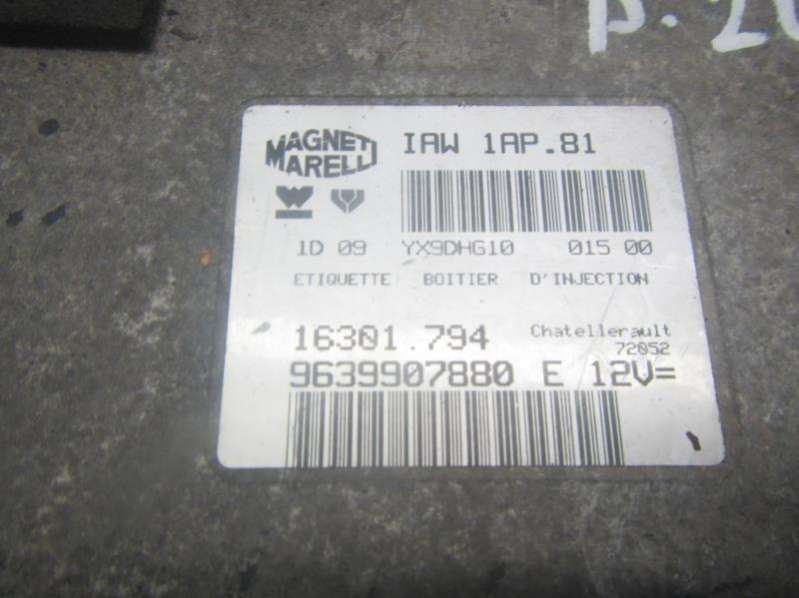 MAGNETI
MARELLI
IAW 1AP.81
1D 09 YX9DHG10 015 00
ETIQUETTE BOITIER D'INJECTION
16301.794
Chatellerault
72052
9639907880 E 12V=